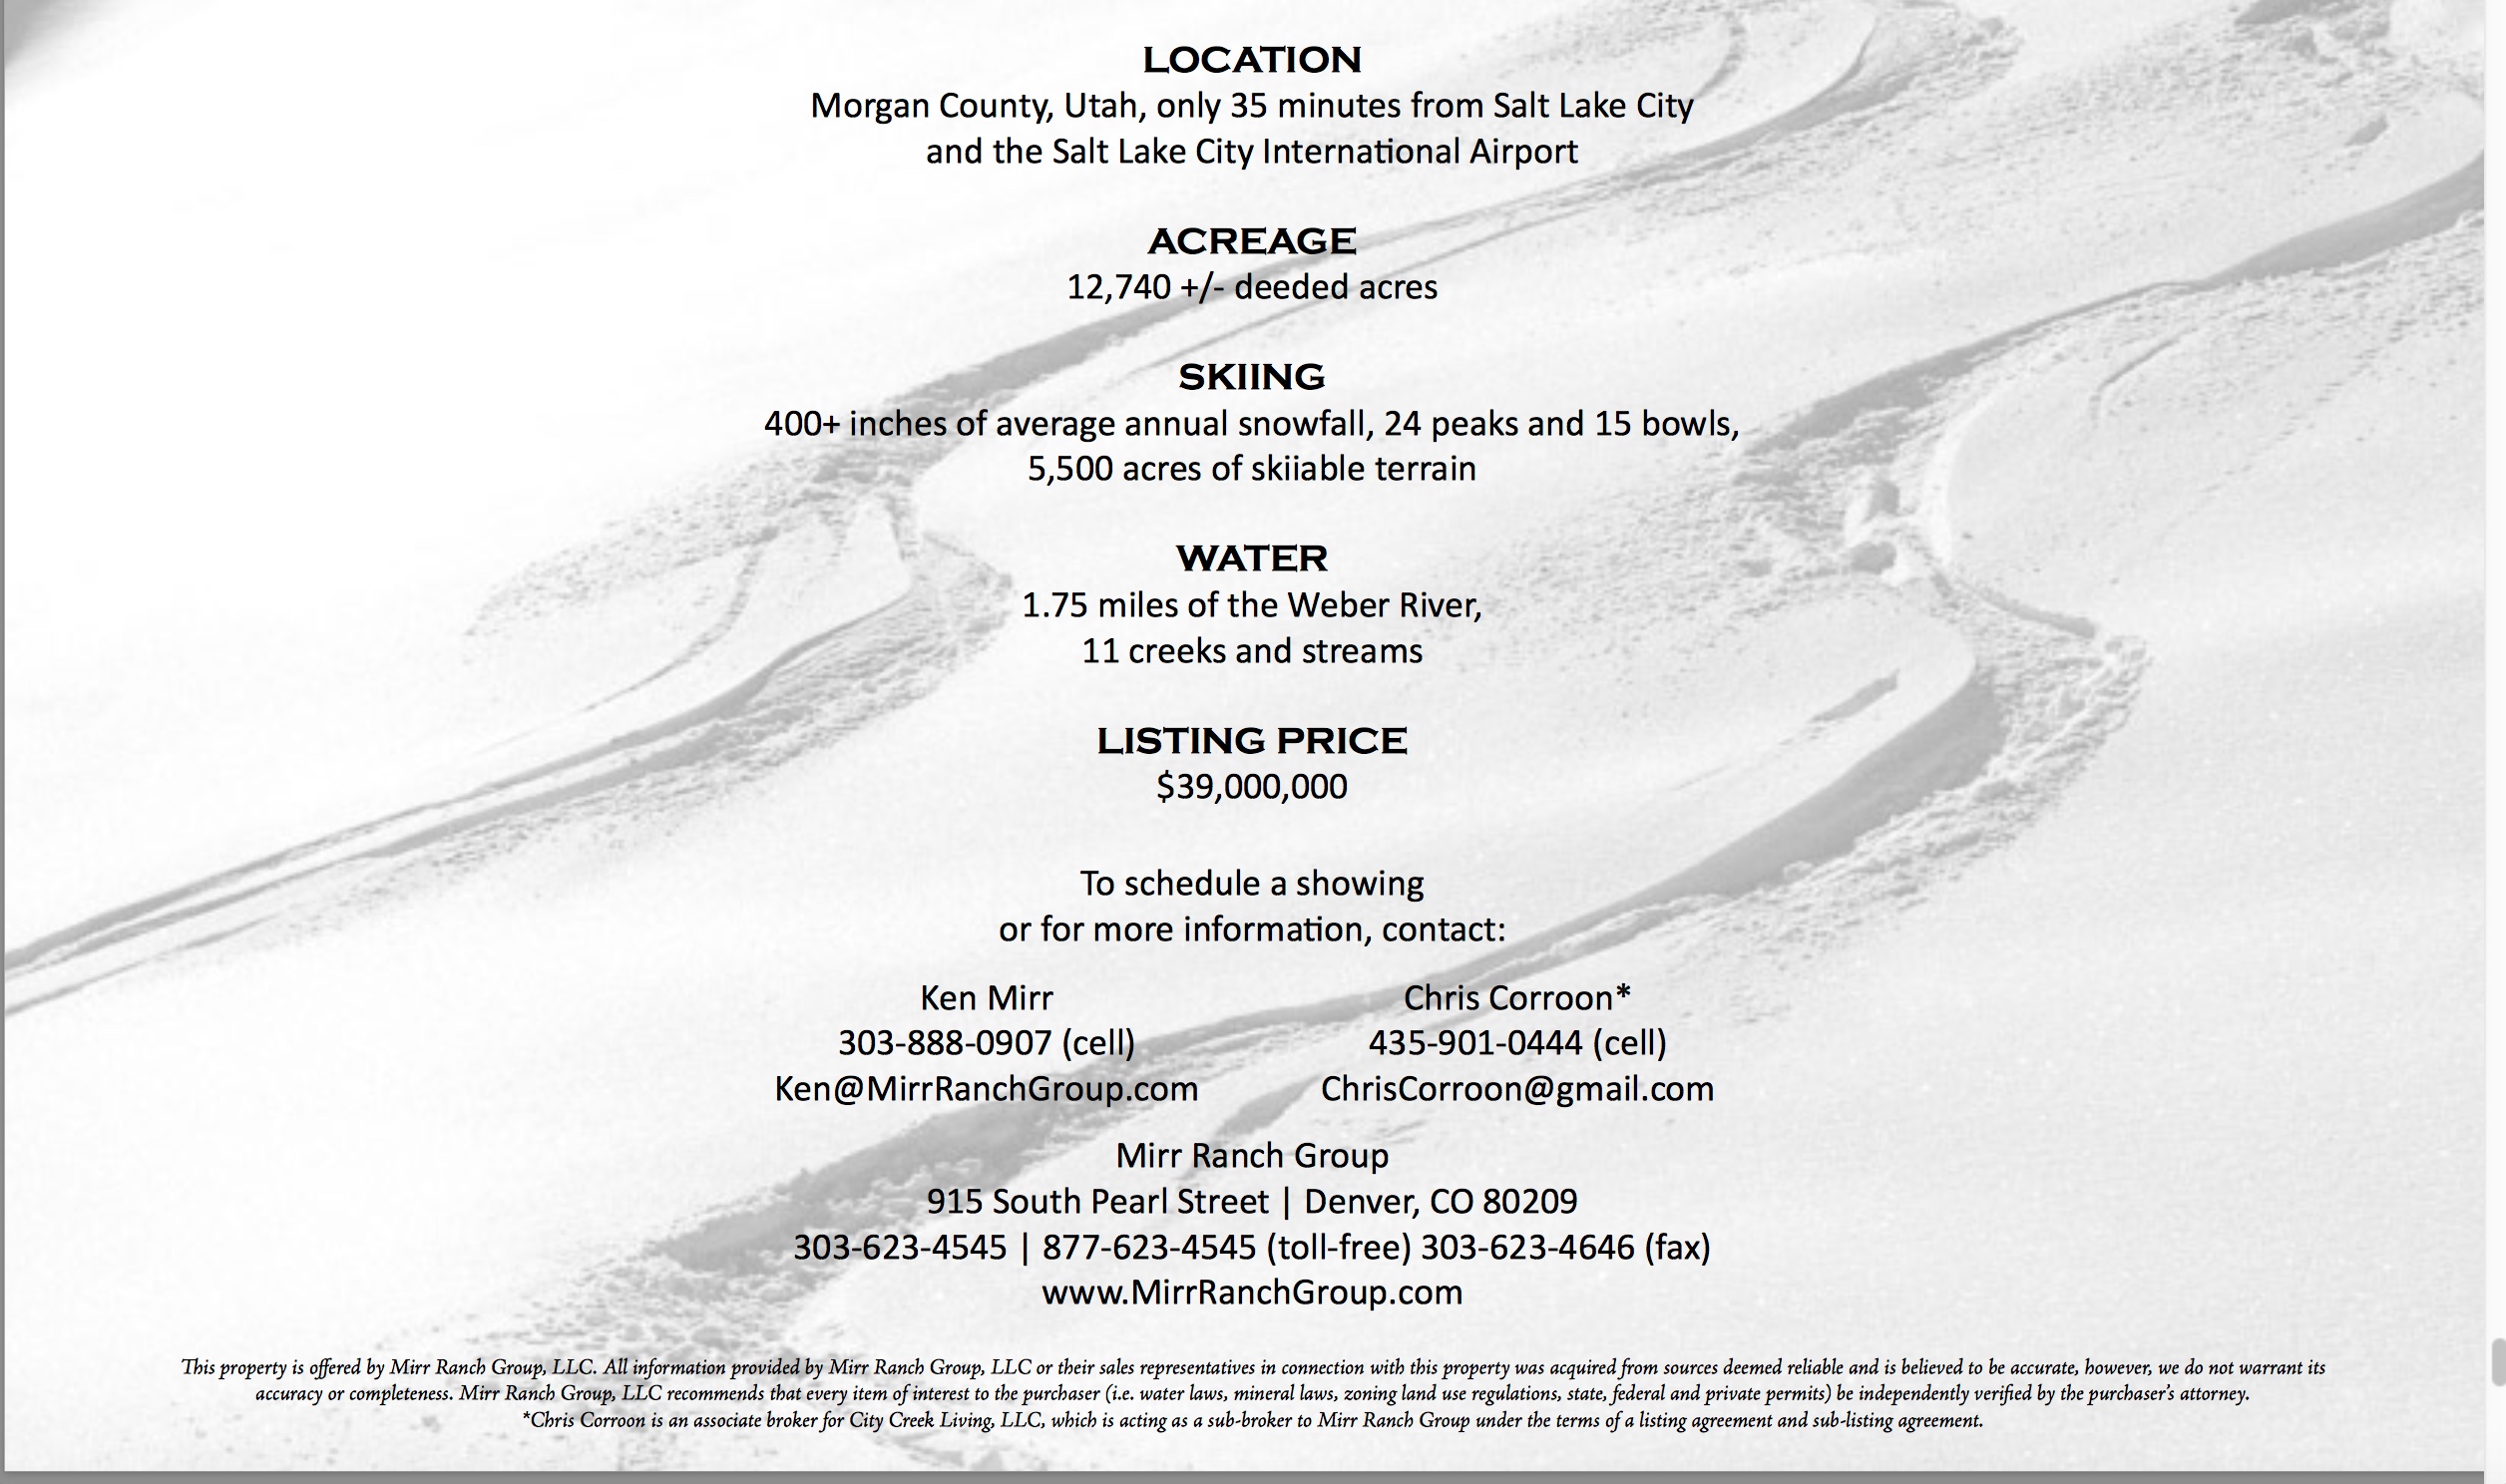 LOCATION
Morgan County, Utah, only 35 minutes from Salt Lake City
and the Salt Lake City International Airport
ACREAGE
12,740 +/- deeded acres
SKIING
400+ inches of average annual snowfall, 24 peaks and 15 bowls,
5,500 acres of skiiable terrain
WATER
1.75 miles of the Weber River,
11 creeks and streams
LISTING PRICE
$39,000,000
To schedule a showing
or for more information, contact:
Ken Mirr
303-888-0907 (cell)
Ken@MirrRanchGroup.com
Chris Corroon*
435-901-0444 (cell)
ChrisCorroon@gmail.com
Mirr Ranch Group
915 South Pearl Street | Denver, CO 80209
303-623-4545 | 877-623-4545 (toll-free) 303-623-4646 (fax)
www.MirrRanchGroup.com
This property is offered by Mirr Ranch Group, LLC. All information provided by Mirr Ranch Group, LLC or their sales representatives in connection with this property was acquired from sources deemed reliable and is believed to be accurate, however, we do not warrant its
accuracy or completeness. Mirr Ranch Group, LLC recommends that every item of interest to the purchaser (i.e. water laws, mineral laws, zoning land use regulations, state, federal and private permits) be independently verified by the purchaser's attorney.
*Chris Corroon is an associate broker for City Creek Living, LLC, which is acting as a sub-broker to Mirr Ranch Group under the terms of a listing agreement and sub-listing agreement.